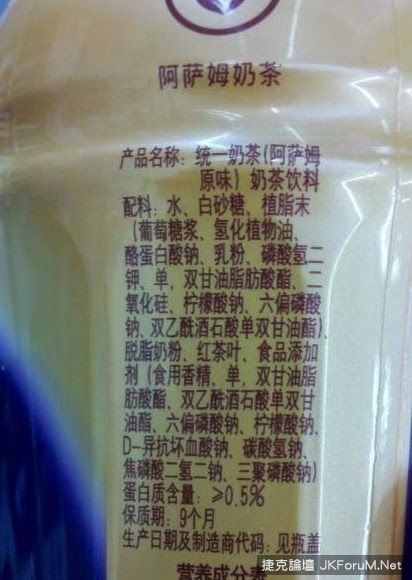 阿萨姆奶茶
产品名称：统一奶茶(阿萨姆
原味）奶茶饮料
配料：水、白砂糖、植脂末
（葡萄糖浆、氢化植物油、
酪蛋白酸钠、乳粉、磷酸氢二
钾、单，双甘油脂肪酸酯、二
氧化硅、柠檬酸钠、六偏磷酸
钠、双乙酰酒石酸单双甘油酯)、
脱脂奶粉、红茶叶、食品添加
剂（食用香精、单，双甘油脂
肪酸酯、双乙酰酒石酸单双甘
油酯、六偏磷酸钠、柠檬酸钠、
D-异抗坏血酸钠、碳酸氢钠、
焦磷酸二氢二钠、三聚磷酸钠)
蛋白质含量：≥0.5%
保质期：9个月
生产日期及制造商代码：见瓶盖
营养成分表
捷克論壇 JKForuM.Net